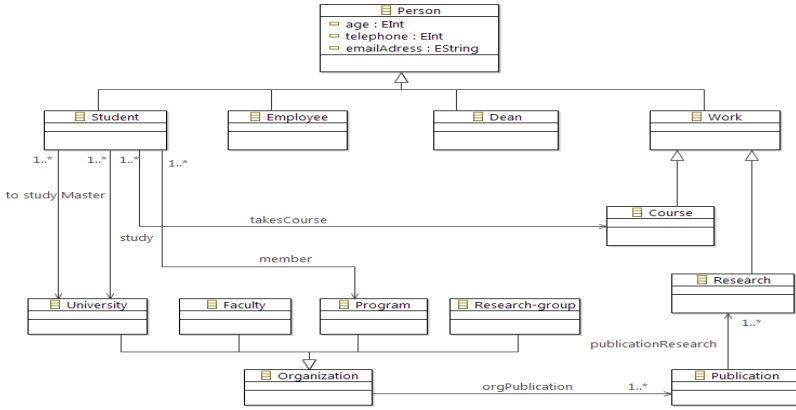 Person
age : EInt
telephone : EInt
emailAdress : EString
Student
Employee
Dean
Work
1..*
1..*
1..*
1..*
to study Master
takesCourse
Course
study
member
Research
University
Faculty
Program
Research-group
1..*
publicationResearch
Organization
orgPublication
1..*
Publication